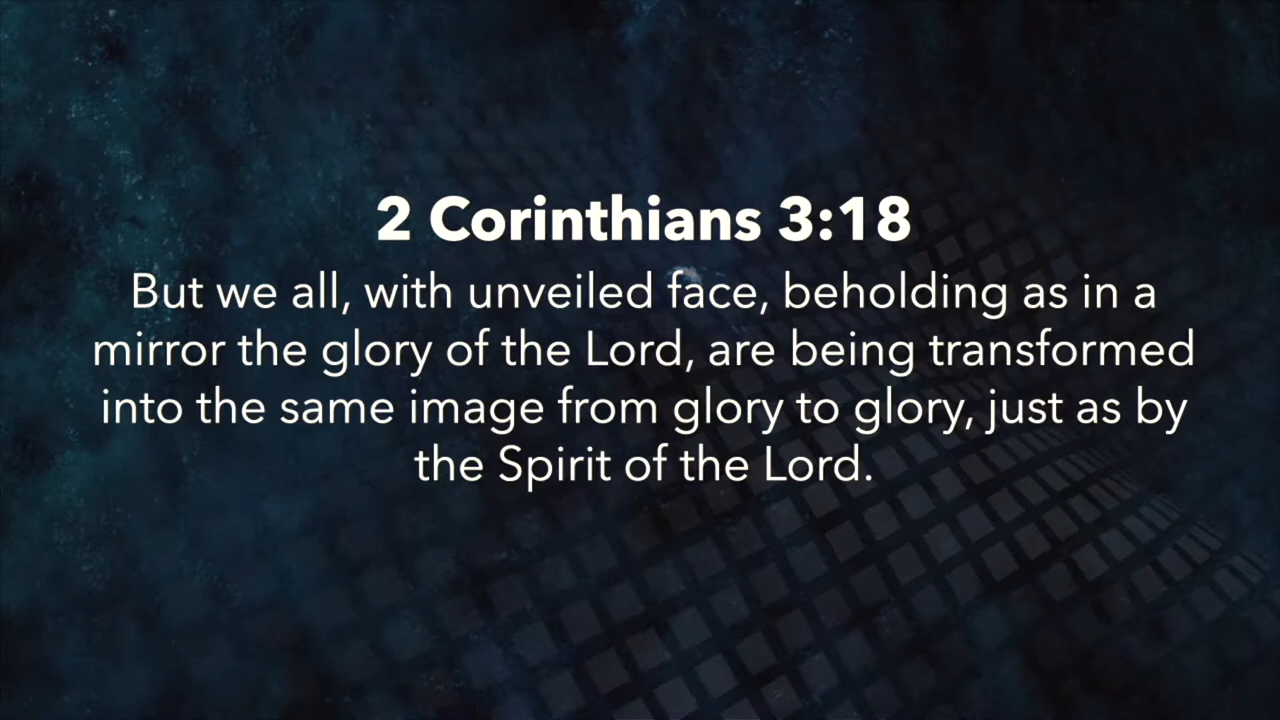 2 Corinthians 3:18
But we all, with unveiled face, beholding as in a
mirror the glory of the Lord, are being transformed
into the same image from glory to glory, just as by
the Spirit of the Lord.